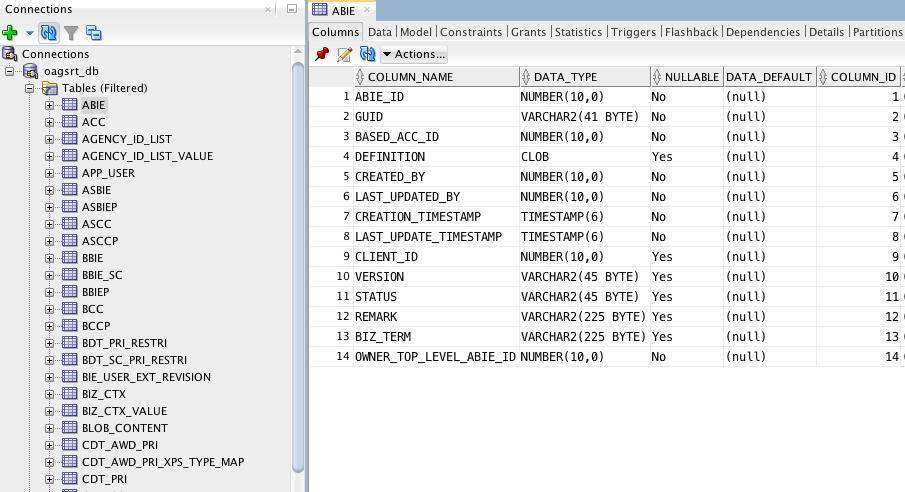 Connections
Connections
oagsrt_db
Tables (Filtered)
ABIE
ACC
AGENCY_ID_LIST
AGENCY_ID_LIST_VALUE
APP_USER
ASBIE
ASBIEP
ASCC
ASCCP
BBIE
BBIE_SC
BBIEP
BCC
BCCP
BDT_PRI_RESTRI
BDT_SC_PRI_RESTRI
BIE_USER_EXT_REVISION
BIZ_CTX
BIZ_CTX_VALUE
BLOB_CONTENT
CDT_AWD_PRI
CDT_AWD_PRI_XPS_TYPE_MAP
CDT_PRI
ABIE
Columns Data Model Constraints Grants Statistics Triggers Flashback Dependencies Details Partitions
Actions...
COLUMN_NAME DATA_TYPE NULLABLE DATA_DEFAULT COLUMN_ID
1 ABIE_ID NUMBER(10,0) No (null) 1
2 GUID VARCHAR2(41 BYTE) No (null) 2
3 BASED_ACC_ID NUMBER(10,0) No (null) 3
4 DEFINITION CLOB Yes (null) 4
5 CREATED_BY NUMBER(10,0) No (null) 5
6 LAST_UPDATED_BY NUMBER(10,0) No (null) 6
7 CREATION_TIMESTAMP TIMESTAMP(6) No (null) 7
8 LAST_UPDATE_TIMESTAMP TIMESTAMP(6) No (null) 8
9 CLIENT_ID NUMBER(10,0) Yes (null) 9
10 VERSION VARCHAR2(45 BYTE) Yes (null) 10
11 STATUS VARCHAR2(45 BYTE) Yes (null) 11
12 REMARK VARCHAR2(225 BYTE) Yes (null) 12
13 BIZ_TERM VARCHAR2(225 BYTE) Yes (null) 13
14 OWNER_TOP_LEVEL_ABIE_ID NUMBER(10,0) No (null) 14